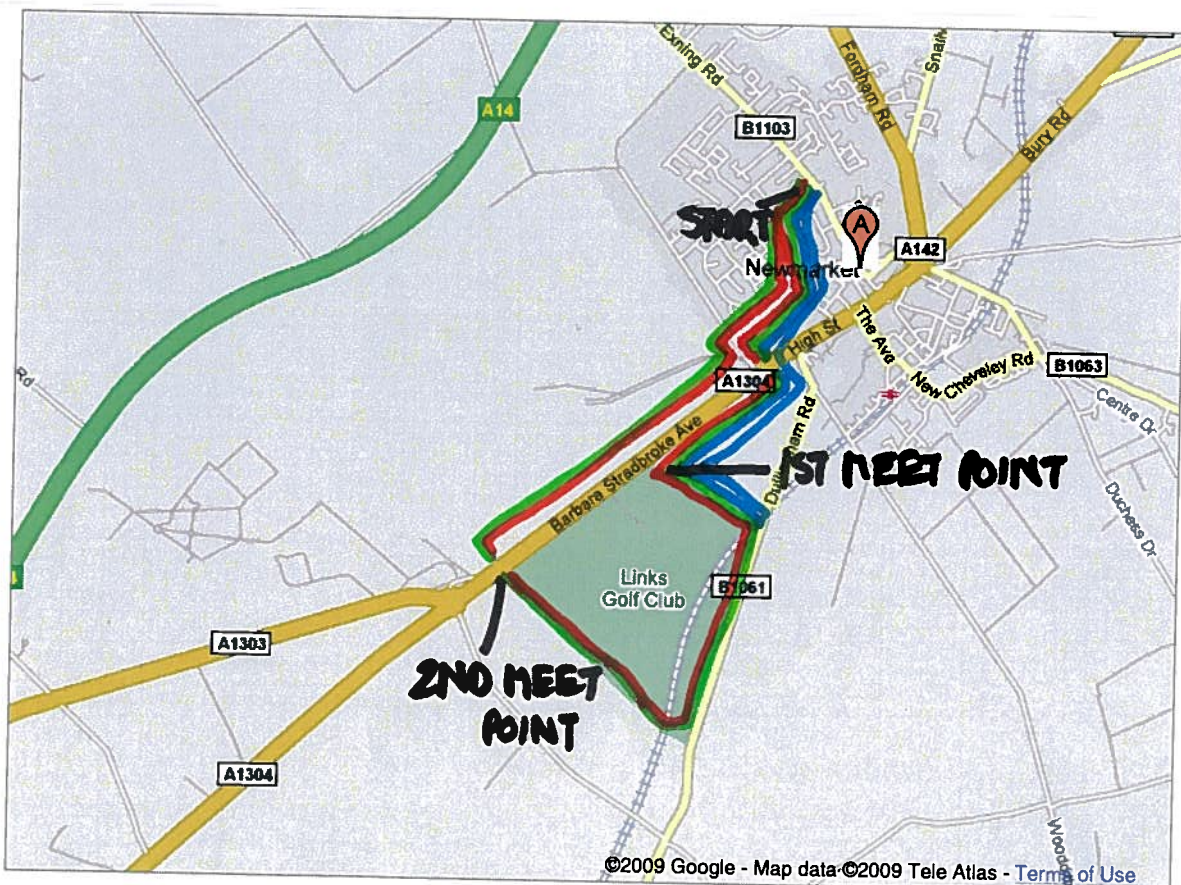 Exning Rd
Fordham Rd
Snail
A14
B1103
Bury Rd
START
A
Newmarket
A142
High St
The Ave
A1304
New Cheveley Rd
B1063
Rd
Centre Dr
Barbara Stradbroke Ave
1ST MEET POINT
Duchess Dr
Links
Golf Club
B1061
A1303
2ND MEET
POINT
A1304
©2009 Google - Map data ©2009 Tele Atlas - Terms of Use